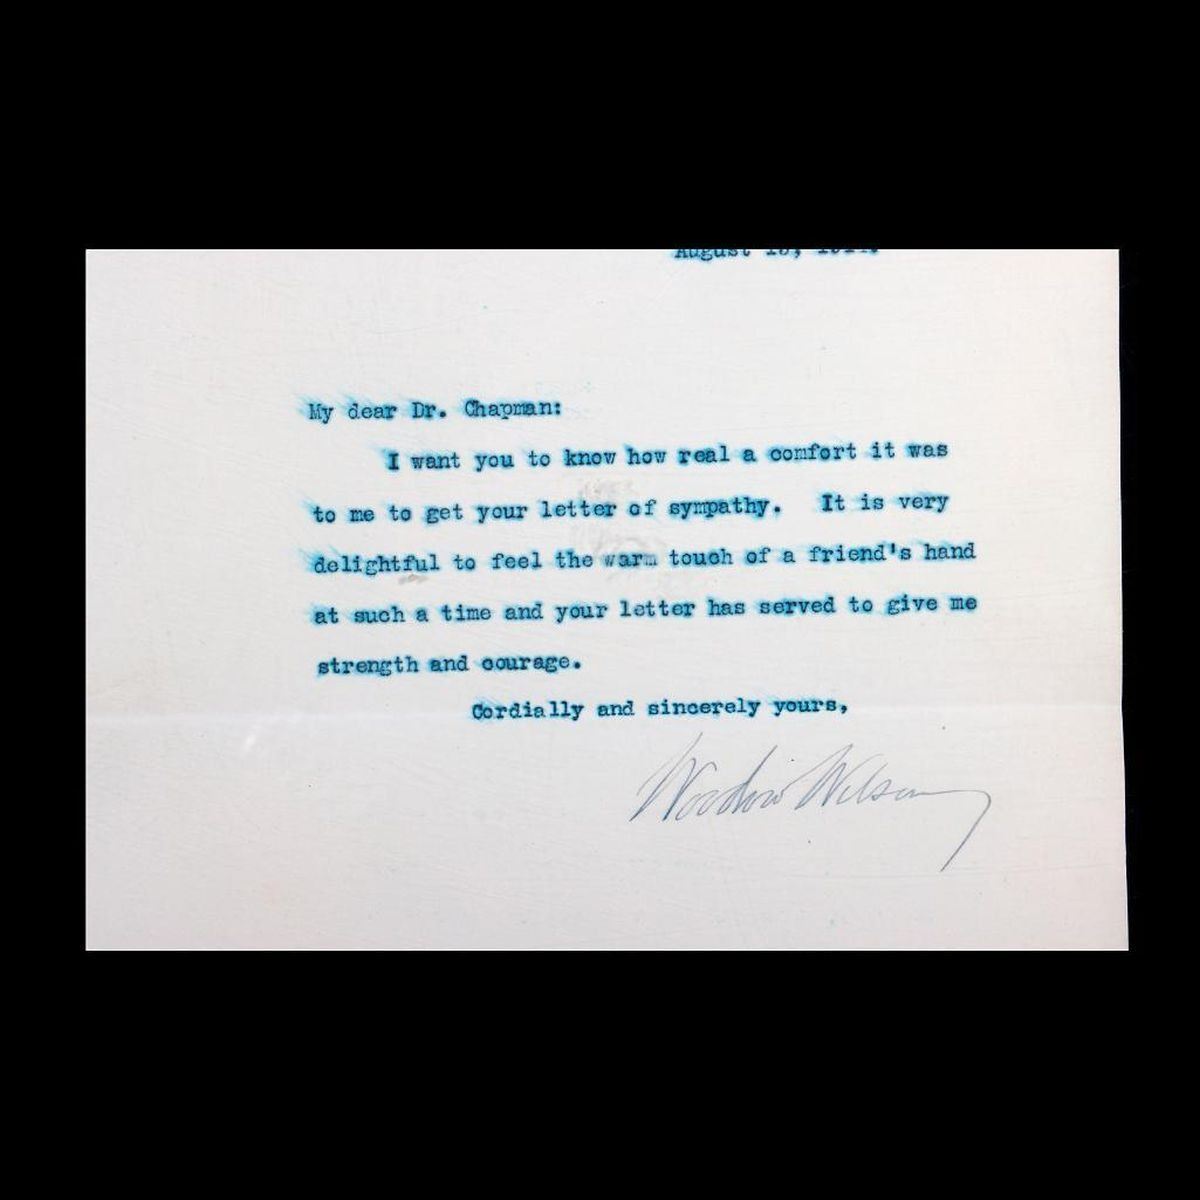 August
My dear Dr. Chapman:
I want you to know how real a comfort it was
to me to get your letter of sympathy. It is very
delightful to feel the warm touch of a friend's hand
at such a time and your letter has served to give me
strength and courage.
Cordially and sincerely yours,
Woodrow Wilson